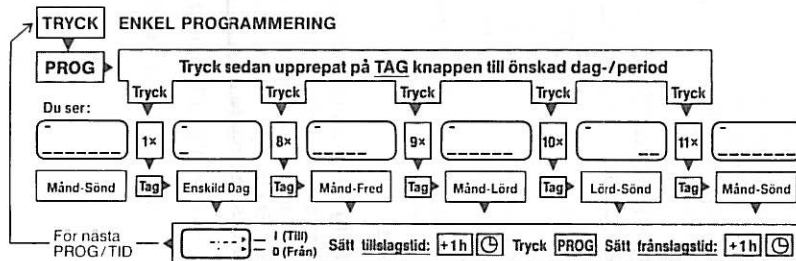 TRYCK ENKEL PROGRAMMERING
PROG Tryck sedan upprepat på TAG knappen till önskad dag-/period
Tryck Tryck Tryck Tryck Tryck
Du ser:
1× 8× 9× 10× 11×
Månd-Sönd Tag Enskild Dag Tag Månd-Fred Tag Månd-Lörd Tag Lörd-Sönd Tag Månd-Sönd
För nästa PROG/TID
-:-- I (Till)
0 (Från)
Sätt tillslagstid: +1h Tryck PROG Sätt frånslagstid: +1h